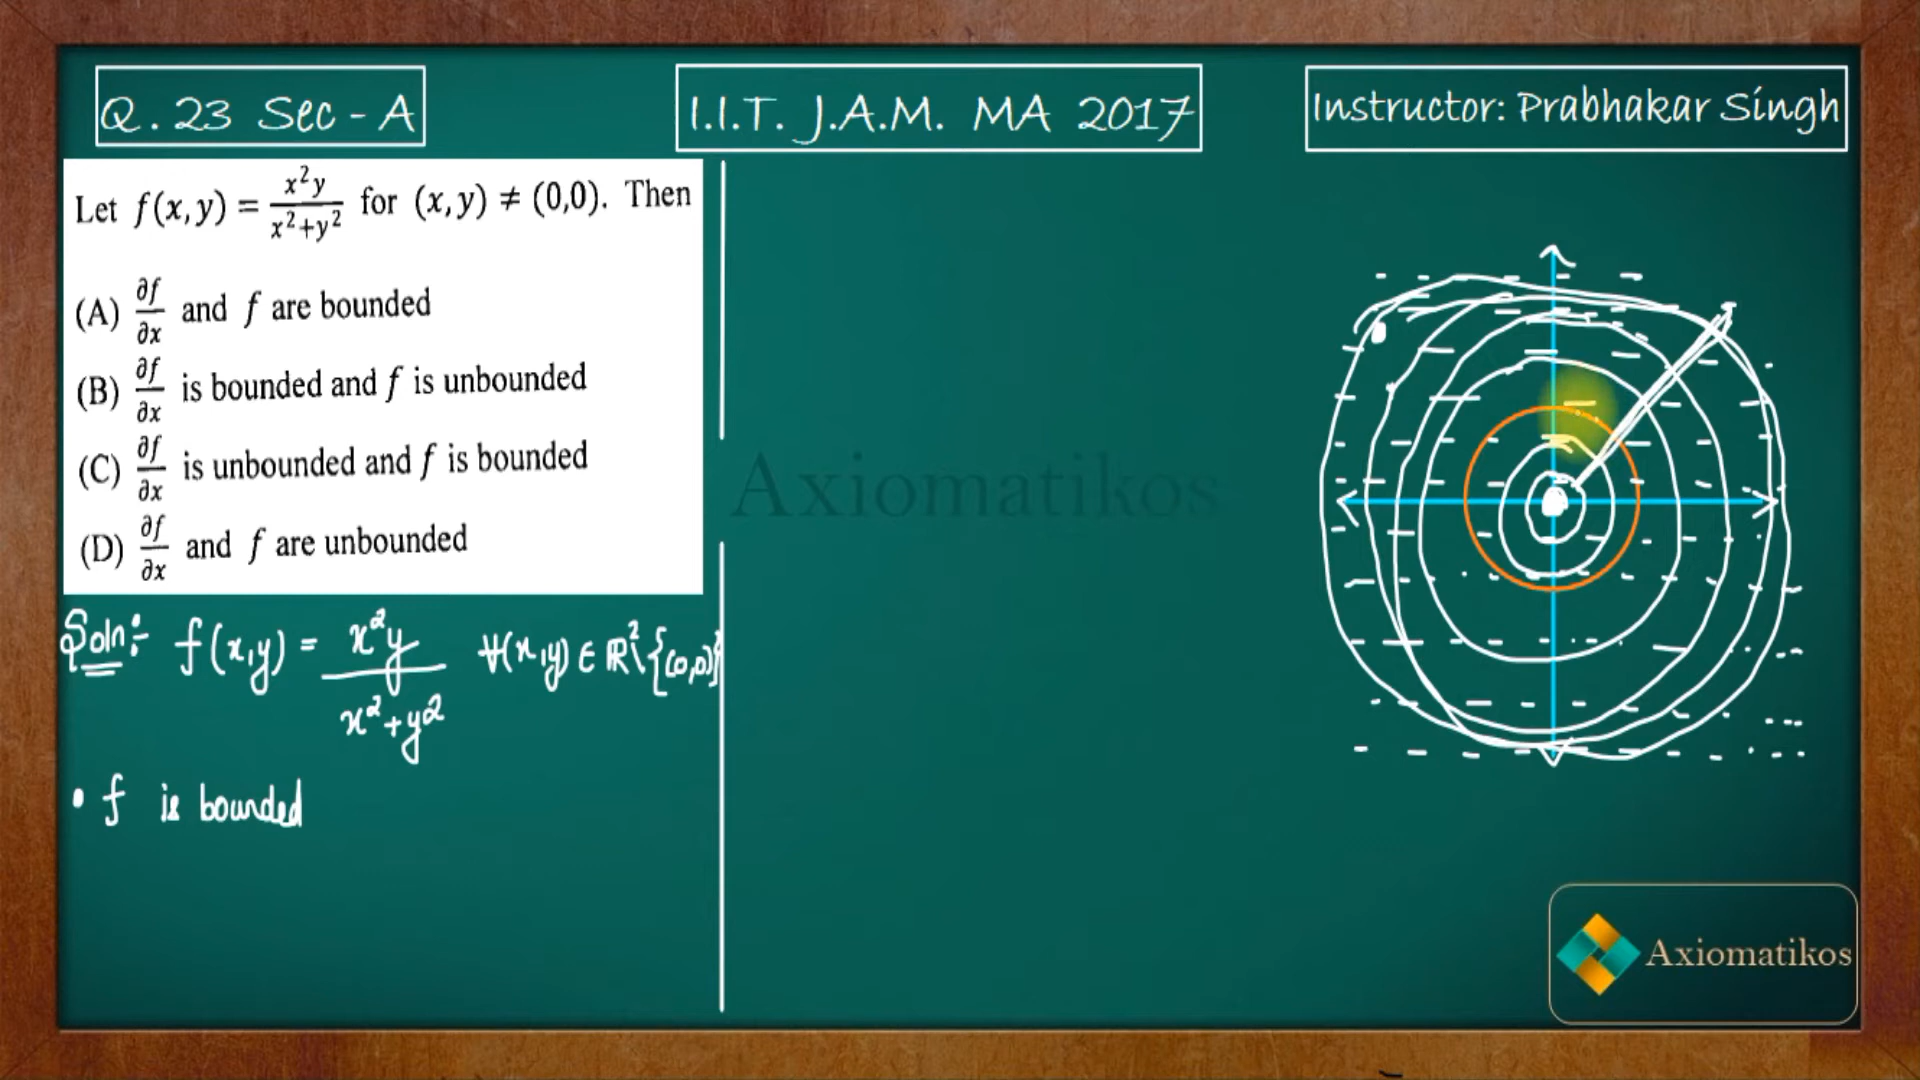 Q. 23 Sec - A
I.I.T. J.A.M. MA 2017
Instructor: Prabhakar Singh
Let f(x,y) = x²y / x²+y² for (x,y) ≠ (0,0). Then
(A) ∂f/∂x and f are bounded
(B) ∂f/∂x is bounded and f is unbounded
(C) ∂f/∂x is unbounded and f is bounded
(D) ∂f/∂x and f are unbounded
Soln:- f(x,y) = x²y / x²+y² ∀(x,y) ∈ ℝ²\{(0,0)}
• f is bounded
Axiomatikos
Axiomatikos